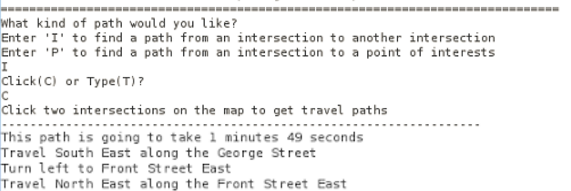 ================================================================================
What kind of path would you like?
Enter 'I' to find a path from an intersection to another intersection
Enter 'P' to find a path from an intersection to a point of interests
I
Click(C) or Type(T)?
C
Click two intersections on the map to get travel paths
--------------------------------------------------------------------
This path is going to take 1 minutes 49 seconds
Travel South East along the George Street
Turn left to Front Street East
Travel North East along the Front Street East